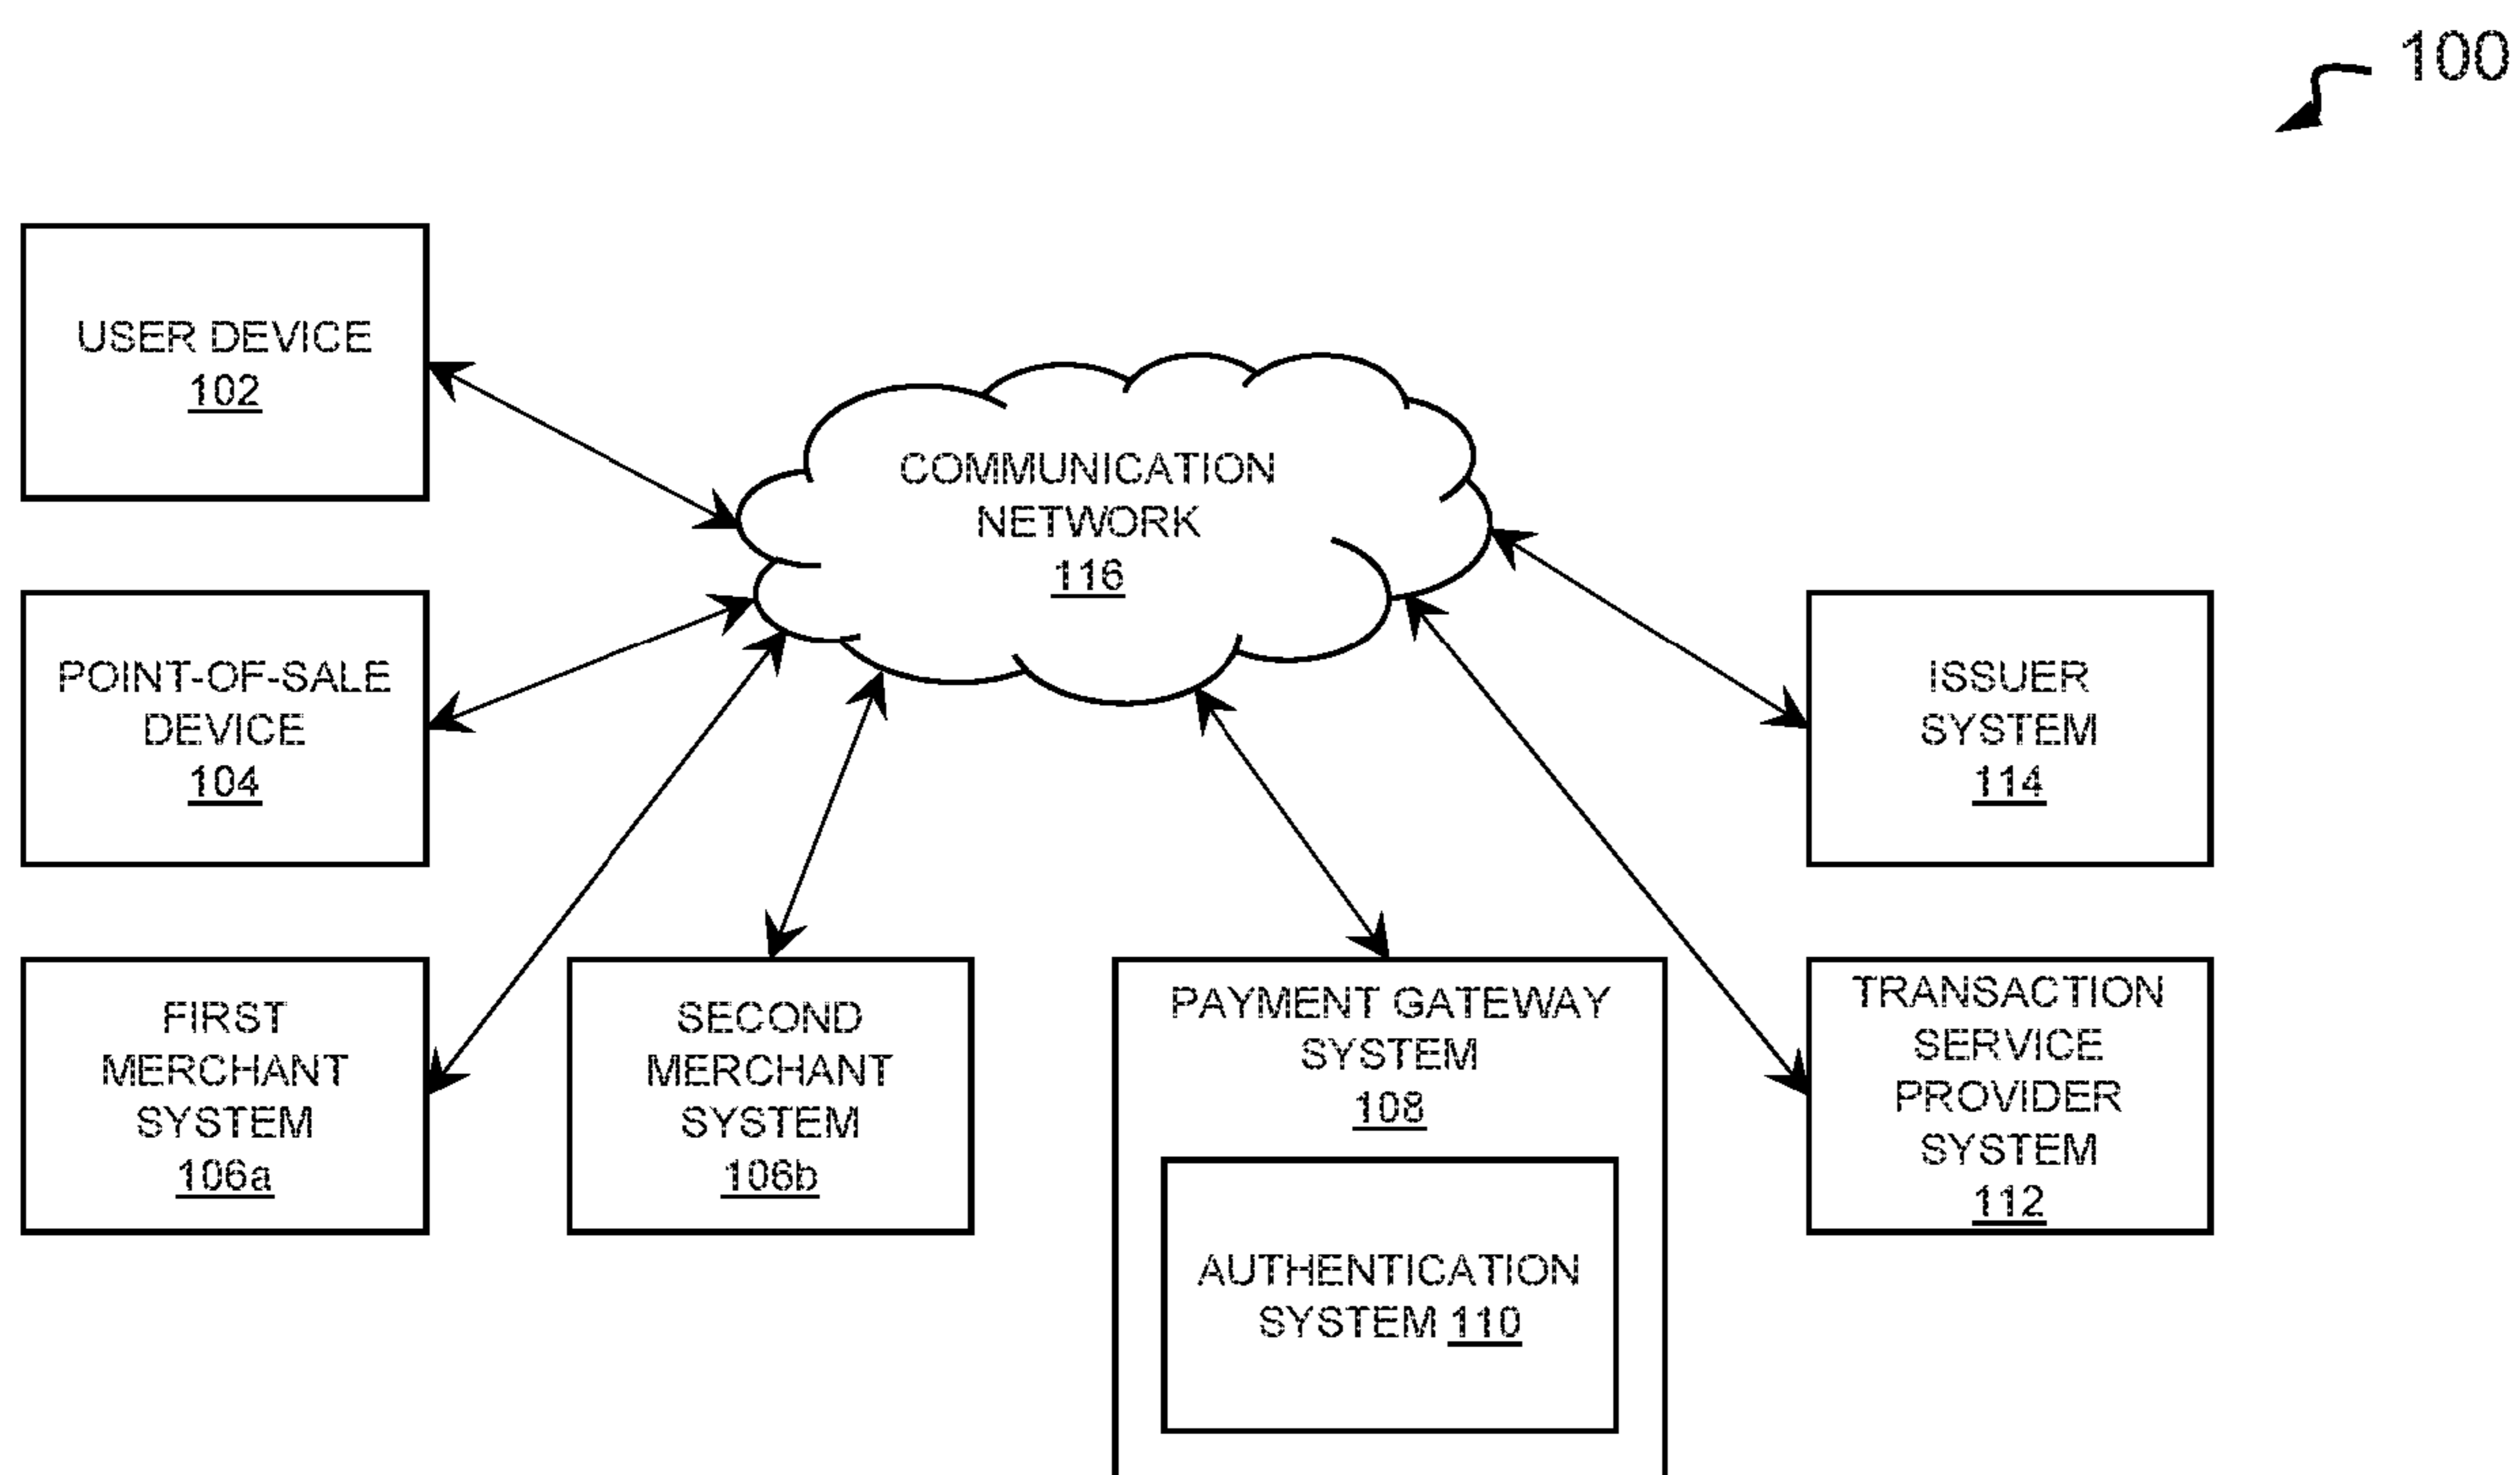 100
USER DEVICE
102
COMMUNICATION
NETWORK
116
POINT-OF-SALE
DEVICE
104
ISSUER
SYSTEM
114
FIRST
MERCHANT
SYSTEM
106a
SECOND
MERCHANT
SYSTEM
106b
PAYMENT GATEWAY
SYSTEM
108
AUTHENTICATION
SYSTEM 110
TRANSACTION
SERVICE
PROVIDER
SYSTEM
112